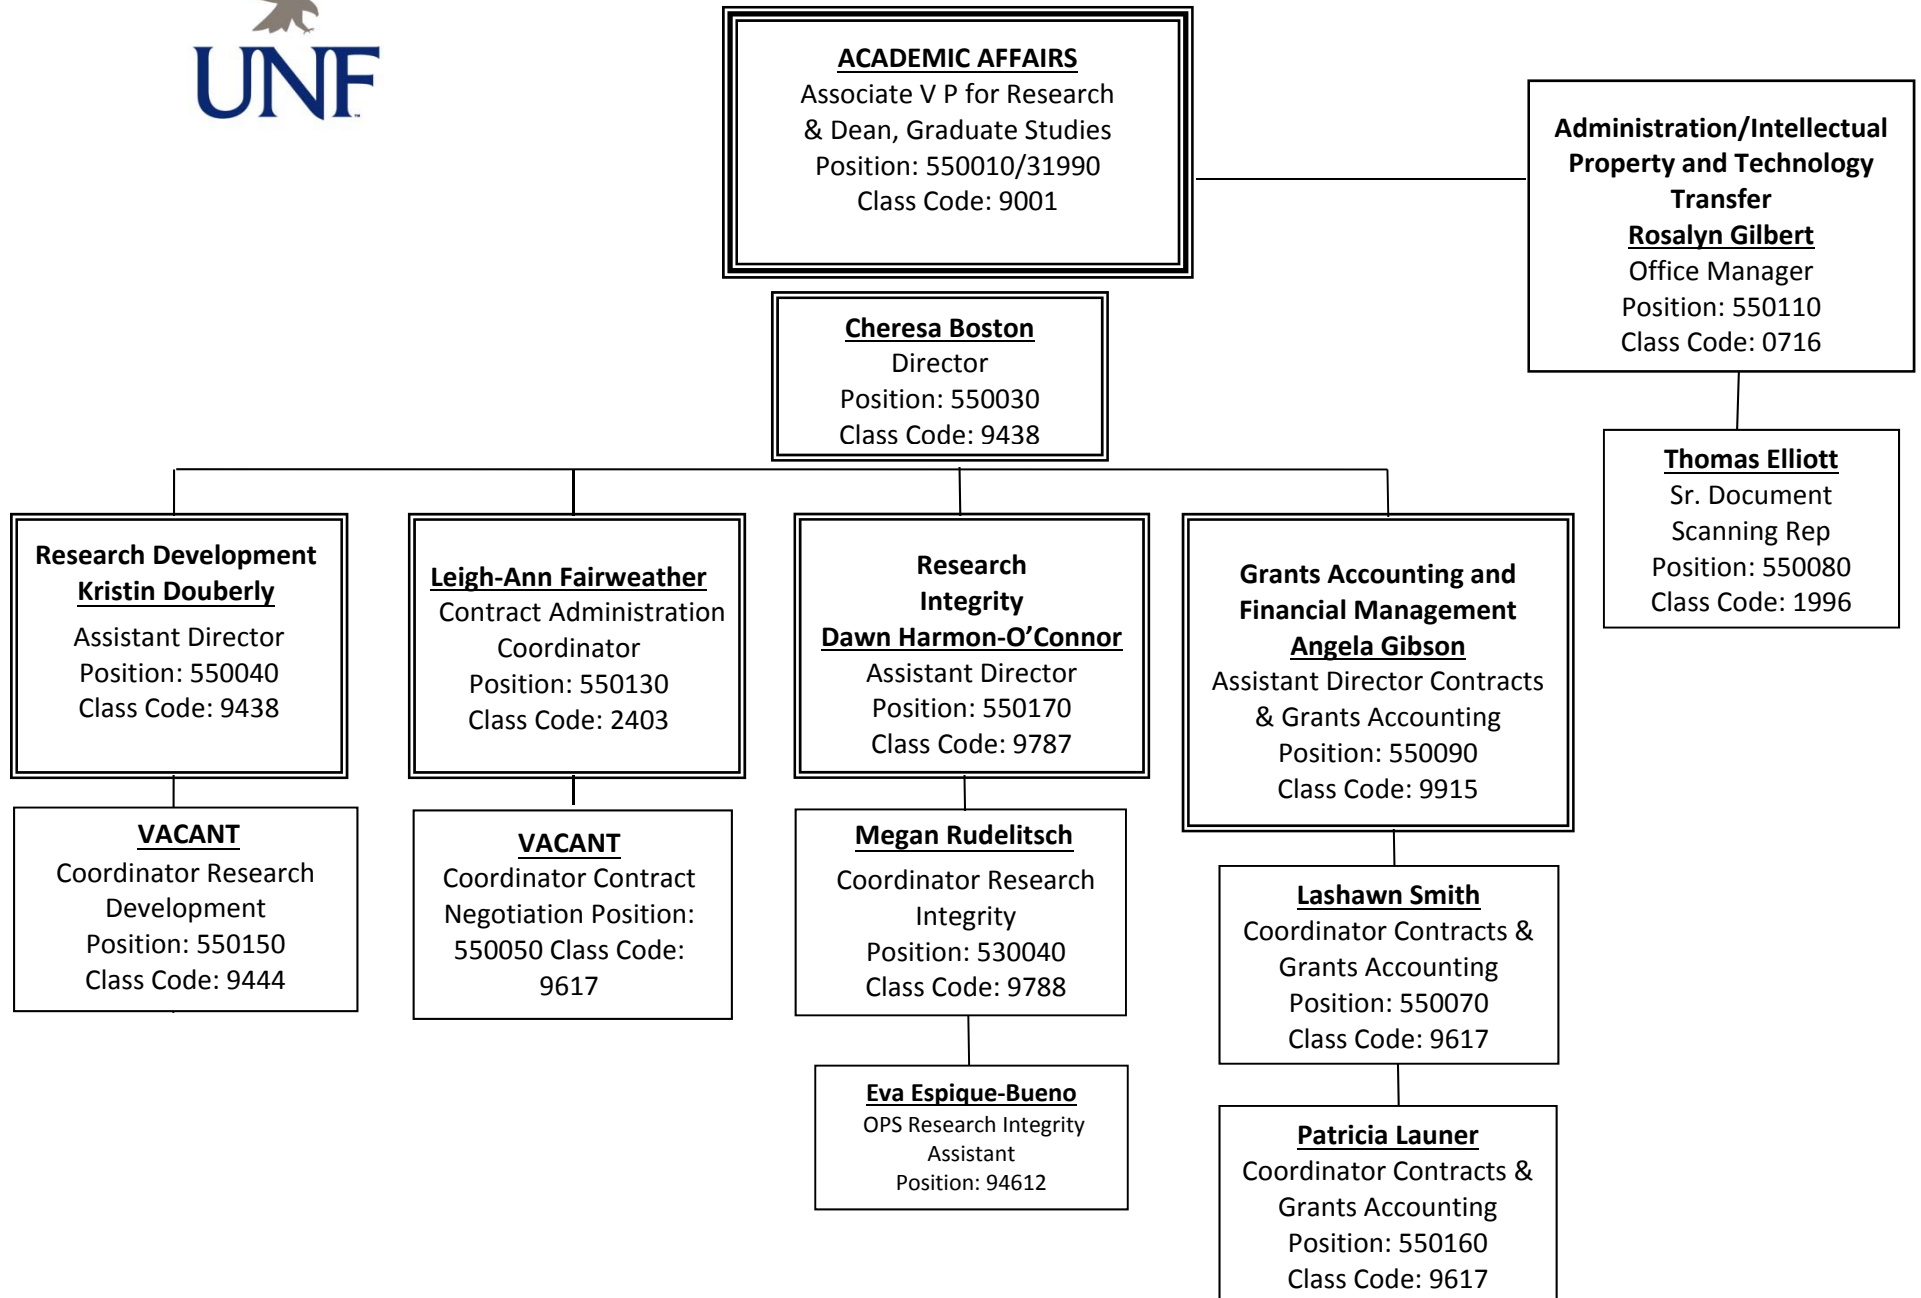 UNF
ACADEMIC AFFAIRS
Associate V P for Research
& Dean, Graduate Studies
Position: 550010/31990
Class Code: 9001
Administration/Intellectual
Property and Technology
Transfer
Rosalyn Gilbert
Office Manager
Position: 550110
Class Code: 0716
Cheresa Boston
Director
Position: 550030
Class Code: 9438
Thomas Elliott
Sr. Document
Scanning Rep
Position: 550080
Class Code: 1996
Research Development
Kristin Douberly
Assistant Director
Position: 550040
Class Code: 9438
Leigh-Ann Fairweather
Contract Administration
Coordinator
Position: 550130
Class Code: 2403
Research
Integrity
Dawn Harmon-O’Connor
Assistant Director
Position: 550170
Class Code: 9787
Grants Accounting and
Financial Management
Angela Gibson
Assistant Director Contracts
& Grants Accounting
Position: 550090
Class Code: 9915
VACANT
Coordinator Research
Development
Position: 550150
Class Code: 9444
VACANT
Coordinator Contract
Negotiation Position:
550050 Class Code:
9617
Megan Rudelitsch
Coordinator Research
Integrity
Position: 530040
Class Code: 9788
Lashawn Smith
Coordinator Contracts &
Grants Accounting
Position: 550070
Class Code: 9617
Eva Espique-Bueno
OPS Research Integrity
Assistant
Position: 94612
Patricia Launer
Coordinator Contracts &
Grants Accounting
Position: 550160
Class Code: 9617